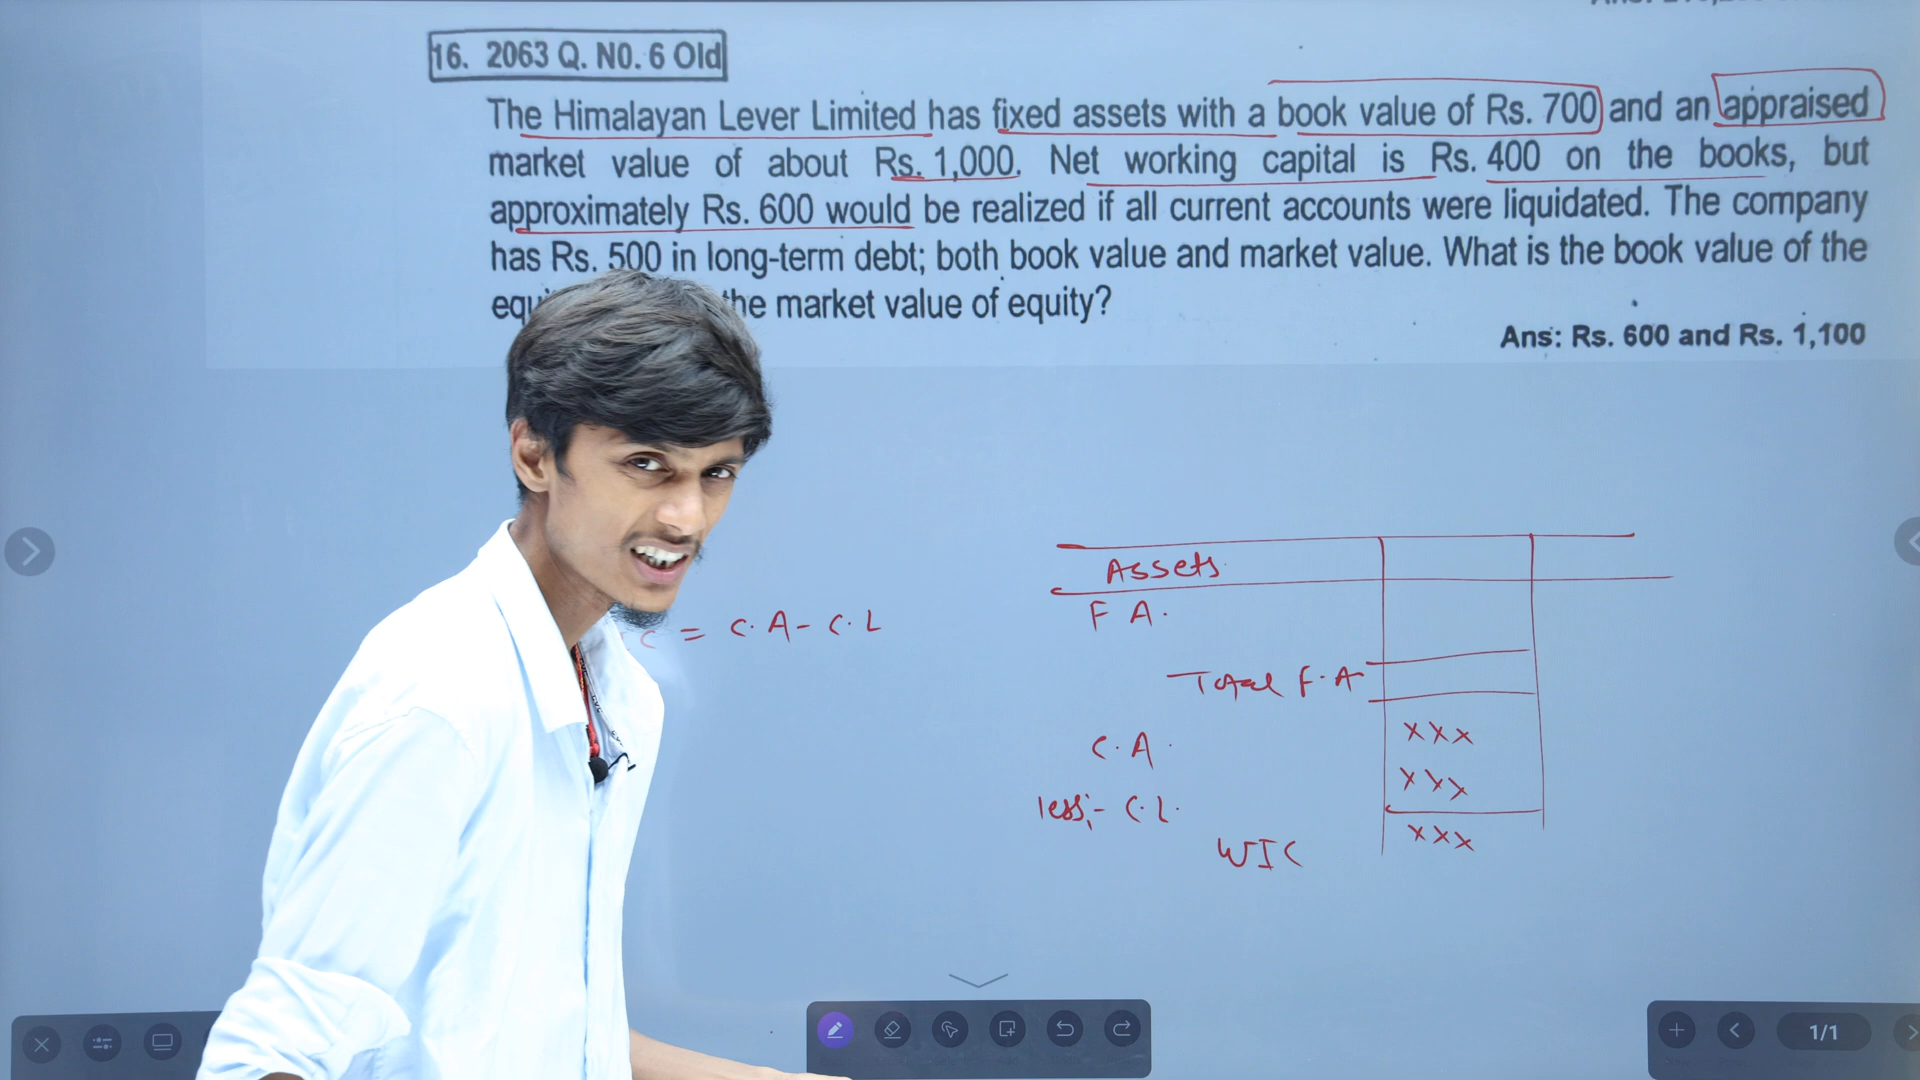 16. 2063 Q. NO. 6 Old
The Himalayan Lever Limited has fixed assets with a book value of Rs. 700 and an appraised
market value of about Rs. 1,000. Net working capital is Rs. 400 on the books, but
approximately Rs. 600 would be realized if all current accounts were liquidated. The company
has Rs. 500 in long-term debt; both book value and market value. What is the book value of the
the market value of equity?
Ans: Rs. 600 and Rs. 1,100
Assets
F A.
C = C.A - C.L
Total F.A
C.A.
XXX
less:- C.L.
XXX
WIC
XXX
1/1